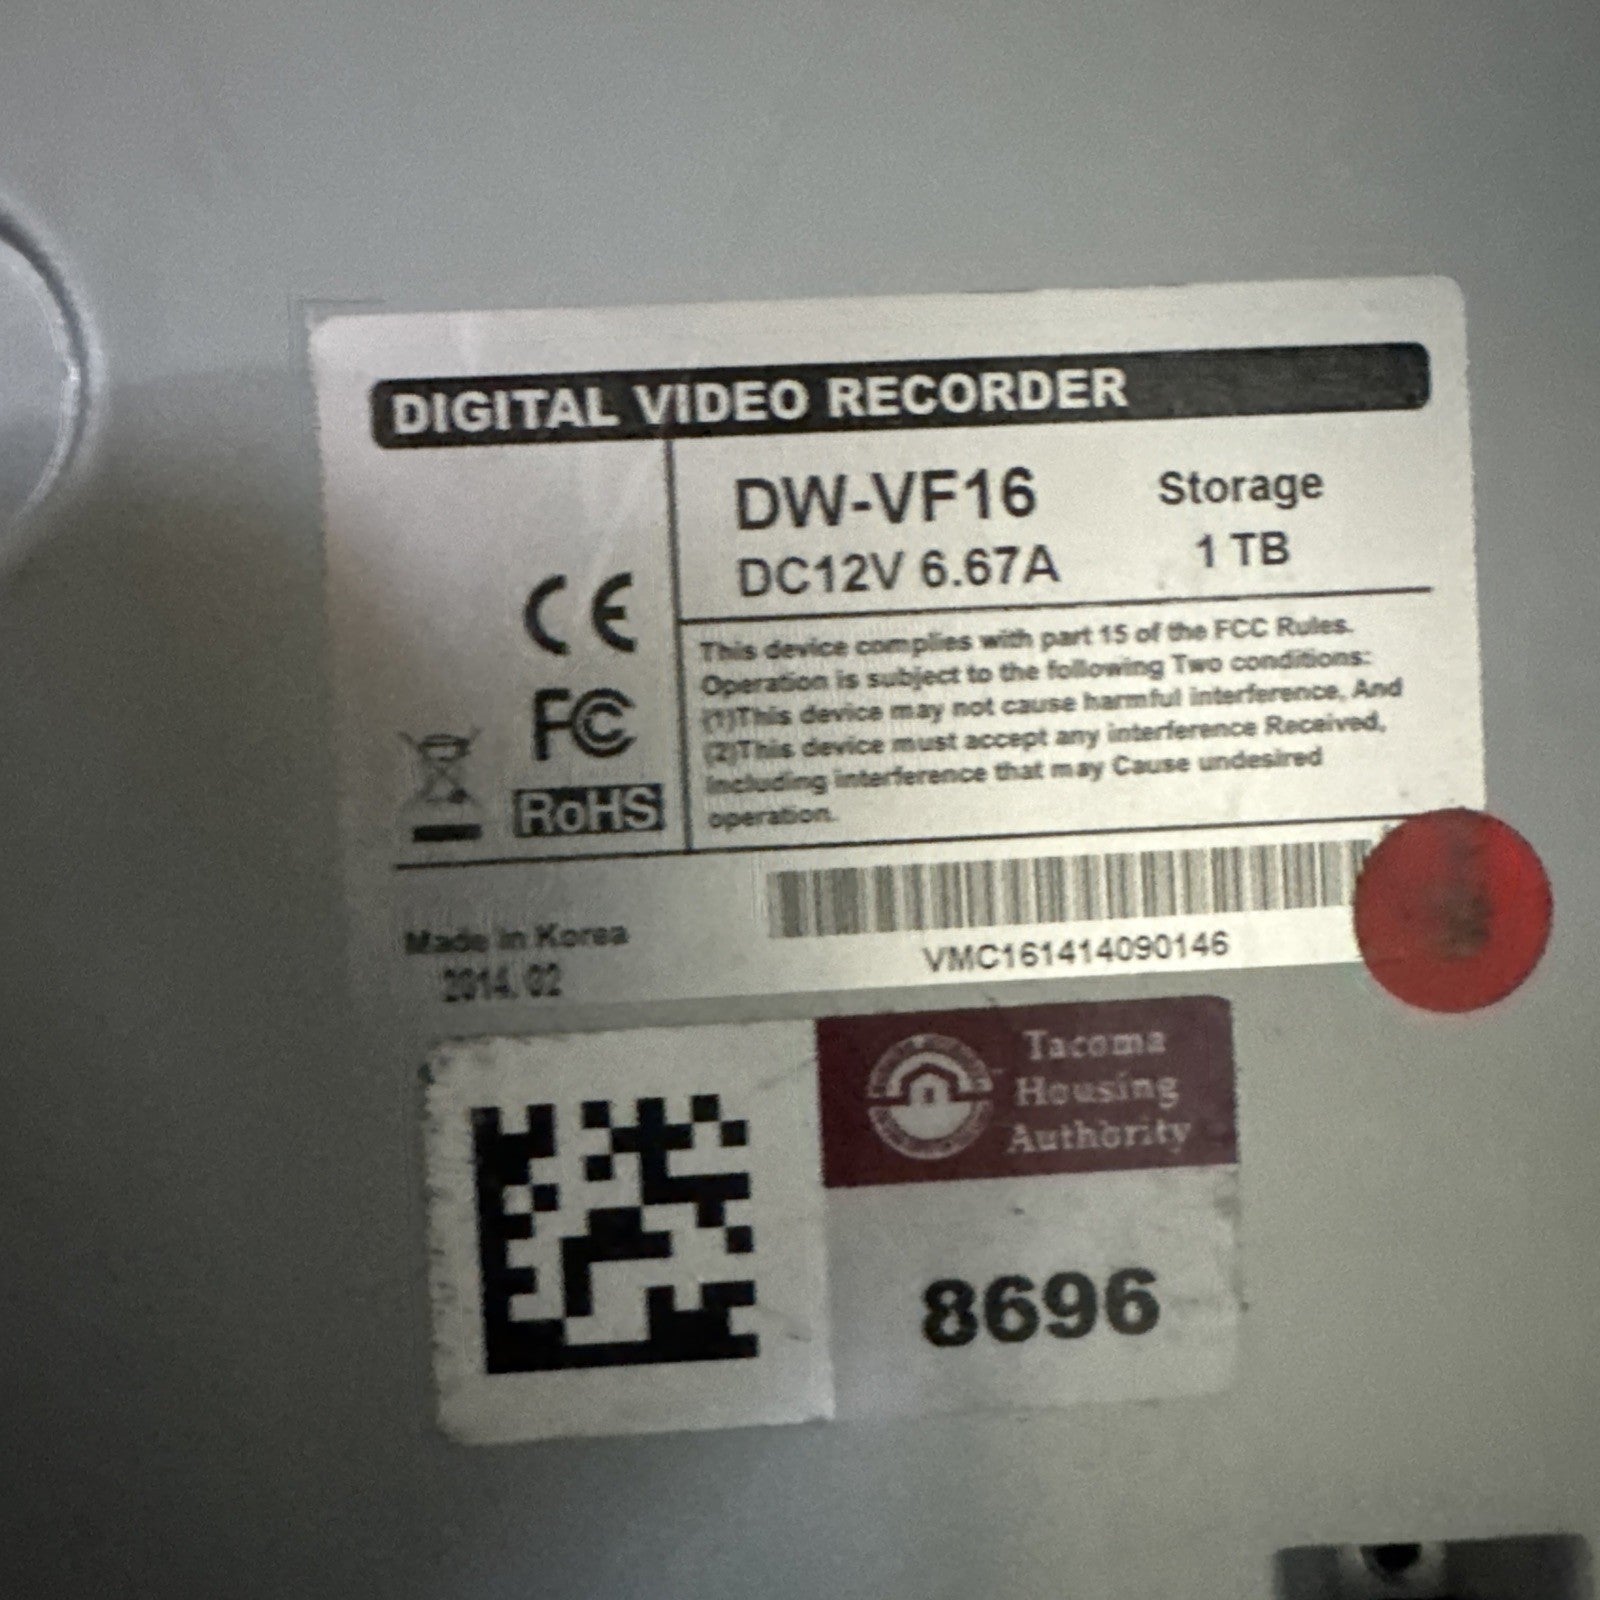 DIGITAL VIDEO RECORDER
DW-VF16
Storage
DC12V 6.67A
1 TB
CE
FC
RoHS
This device complies with part 15 of the FCC Rules.
Operation is subject to the following Two conditions:
(1)This device may not cause harmful interference, And
(2)This device must accept any interference Received,
including interference that may Cause undesired
operation.
Made in Korea
2014.02
VMC161414090146
Tacoma
Housing
Authority
8696